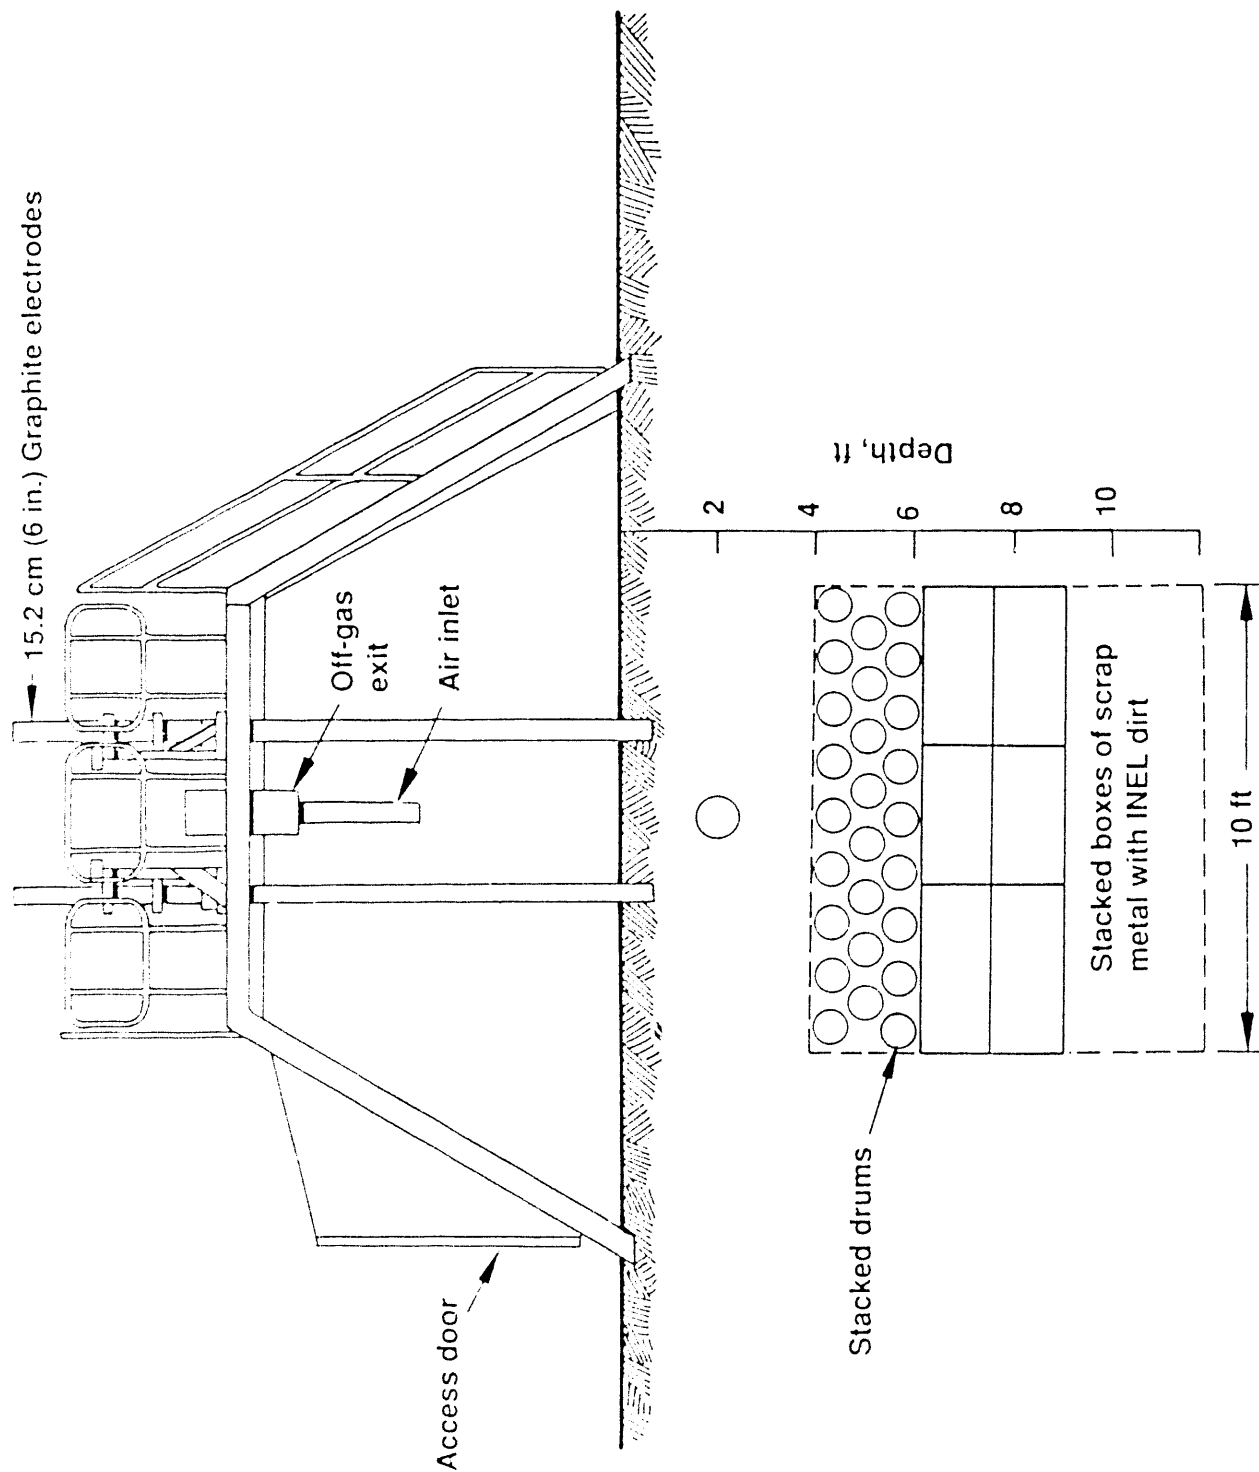 15.2 cm (6 in.) Graphite electrodes
Off-gas
exit
Air inlet
Access door
Depth, ft
2
4
6
8
10
Stacked drums
Stacked boxes of scrap
metal with INEL dirt
10 ft